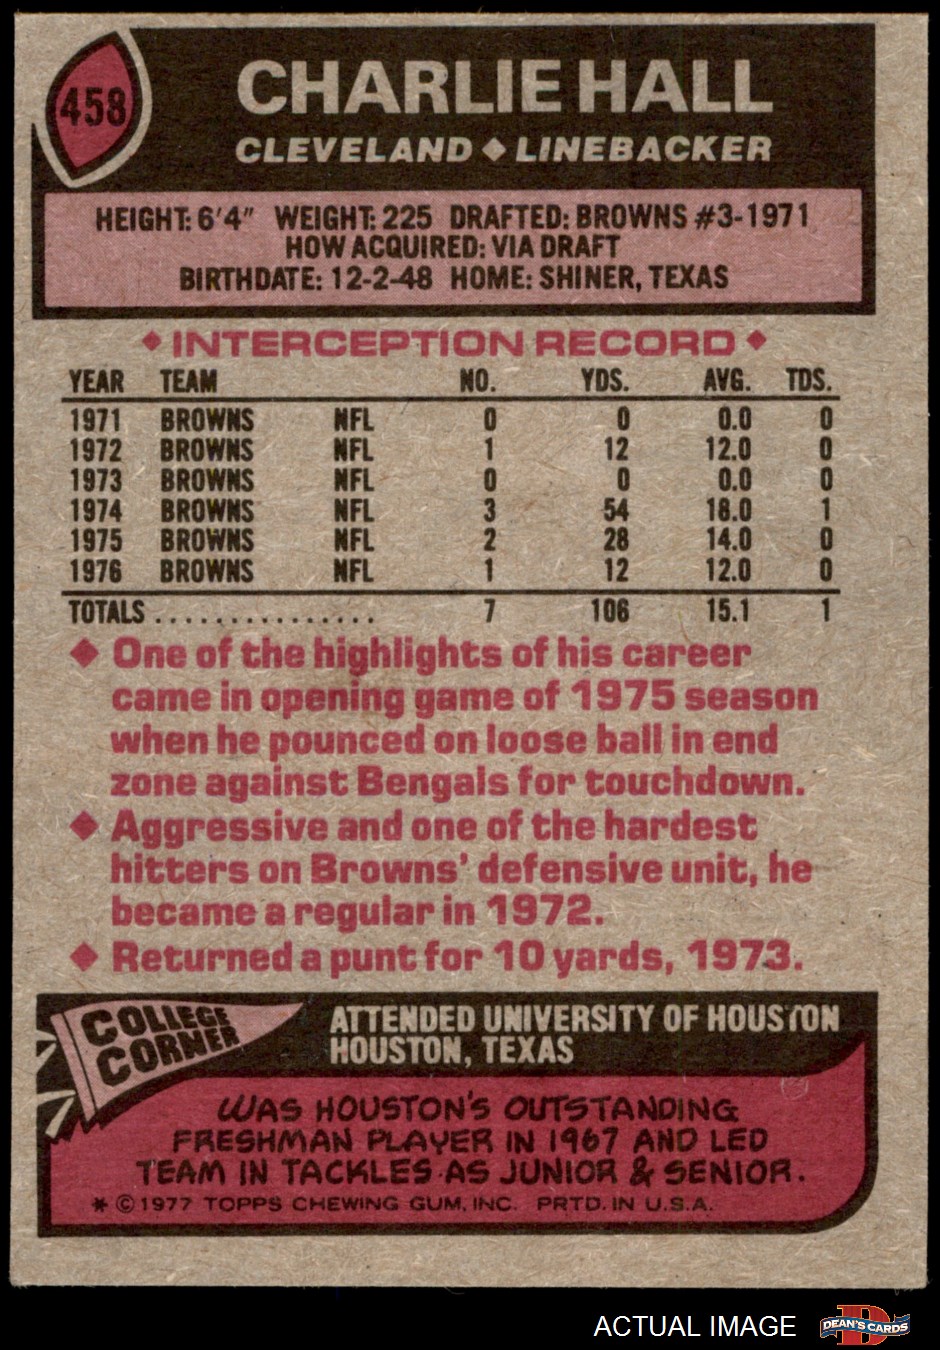 458
CHARLIE HALL
CLEVELAND ◆ LINEBACKER
HEIGHT: 6'4" WEIGHT: 225 DRAFTED: BROWNS #3-1971
HOW ACQUIRED: VIA DRAFT
BIRTHDATE: 12-2-48 HOME: SHINER, TEXAS
◆ INTERCEPTION RECORD ◆
YEAR TEAM NO. YDS. AVG. TDS.
1971 BROWNS NFL 0 0 0.0 0
1972 BROWNS NFL 1 12 12.0 0
1973 BROWNS NFL 0 0 0.0 0
1974 BROWNS NFL 3 54 18.0 1
1975 BROWNS NFL 2 28 14.0 0
1976 BROWNS NFL 1 12 12.0 0
TOTALS ................ 7 106 15.1 1
◆ One of the highlights of his career
came in opening game of 1975 season
when he pounced on loose ball in end
zone against Bengals for touchdown.
◆ Aggressive and one of the hardest
hitters on Browns' defensive unit, he
became a regular in 1972.
◆ Returned a punt for 10 yards, 1973.
COLLEGE
CORNER
ATTENDED UNIVERSITY OF HOUSTON
HOUSTON, TEXAS
WAS HOUSTON'S OUTSTANDING
FRESHMAN PLAYER IN 1967 AND LED
TEAM IN TACKLES AS JUNIOR & SENIOR.
* © 1977 TOPPS CHEWING GUM, INC. PRTD. IN U.S.A.
ACTUAL IMAGE
D
DEAN'S CARDS